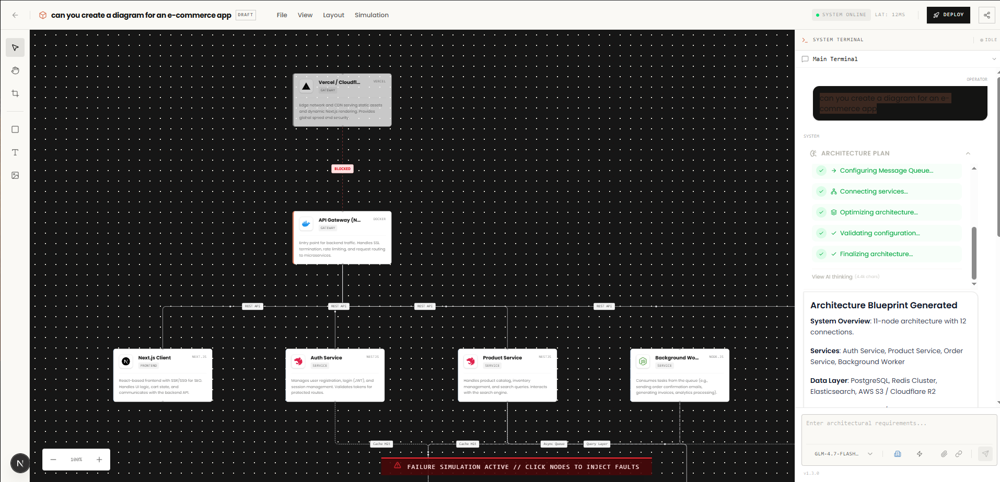 can you create a diagram for an e-commerce app
DRAFT
File
View
Layout
Simulation
SYSTEM ONLINE
LAT: 12MS
DEPLOY
SYSTEM TERMINAL
IDLE
Main Terminal
OPERATOR
can you create a diagram for an e-
commerce app
SYSTEM
ARCHITECTURE PLAN
Configuring Message Queue...
Connecting services...
Optimizing architecture...
Validating configuration...
Finalizing architecture...
View AI thinking (4.4k chars)
Architecture Blueprint Generated
System Overview: 11-node architecture with 12
connections.
Services: Auth Service, Product Service, Order
Service, Background Worker
Data Layer: PostgreSQL, Redis Cluster,
Elasticsearch, AWS S3 / Cloudflare R2
Enter architectural requirements...
GLM-4.7-FLASH...
v1.3.0
Vercel / Cloudfl...
VERCEL
GATEWAY
Edge network and CDN serving static assets
and dynamic Next.js rendering. Provides
global speed and security.
BLOCKED
API Gateway (N...
DOCKER
GATEWAY
Entry point for backend traffic. Handles SSL
termination, rate limiting, and request routing
to microservices.
REST API
REST API
REST API
REST API
Next.js Client
NEXT.JS
FRONTEND
React-based frontend with SSR/SSG for SEO.
Handles UI logic, cart state, and
communicates with the backend API.
Auth Service
NESTJS
SERVICE
Manages user registration, login (JWT), and
session management. Validates tokens for
protected routes.
Product Service
NESTJS
SERVICE
Handles product catalog, inventory
management, and search queries. Interacts
with the search engine.
Background Wo...
NODE.JS
SERVICE
Consumes tasks from the queue (e.g.,
sending order confirmation emails,
generating invoices, analytics processing).
Cache Hit
Cache Hit
Async Queue
Query Layer
100%
FAILURE SIMULATION ACTIVE // CLICK NODES TO INJECT FAULTS
N